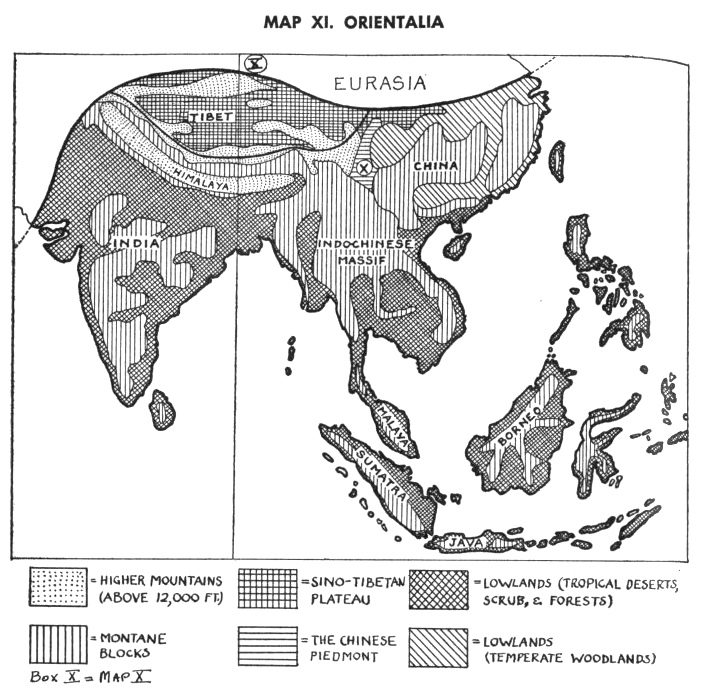 MAP XI. ORIENTALIA
X
EURASIA
TIBET
X
CHINA
HIMALAYA
INDIA
INDOCHINESE
MASSIF
MALAYA
BORNEO
SUMATRA
JAVA
= HIGHER MOUNTAINS
(ABOVE 12,000 FT.)
= SINO-TIBETAN
PLATEAU
= LOWLANDS (TROPICAL DESERTS,
SCRUB, & FORESTS)
= MONTANE
BLOCKS
= THE CHINESE
PIEDMONT
= LOWLANDS
(TEMPERATE WOODLANDS)
BOX X = MAP X